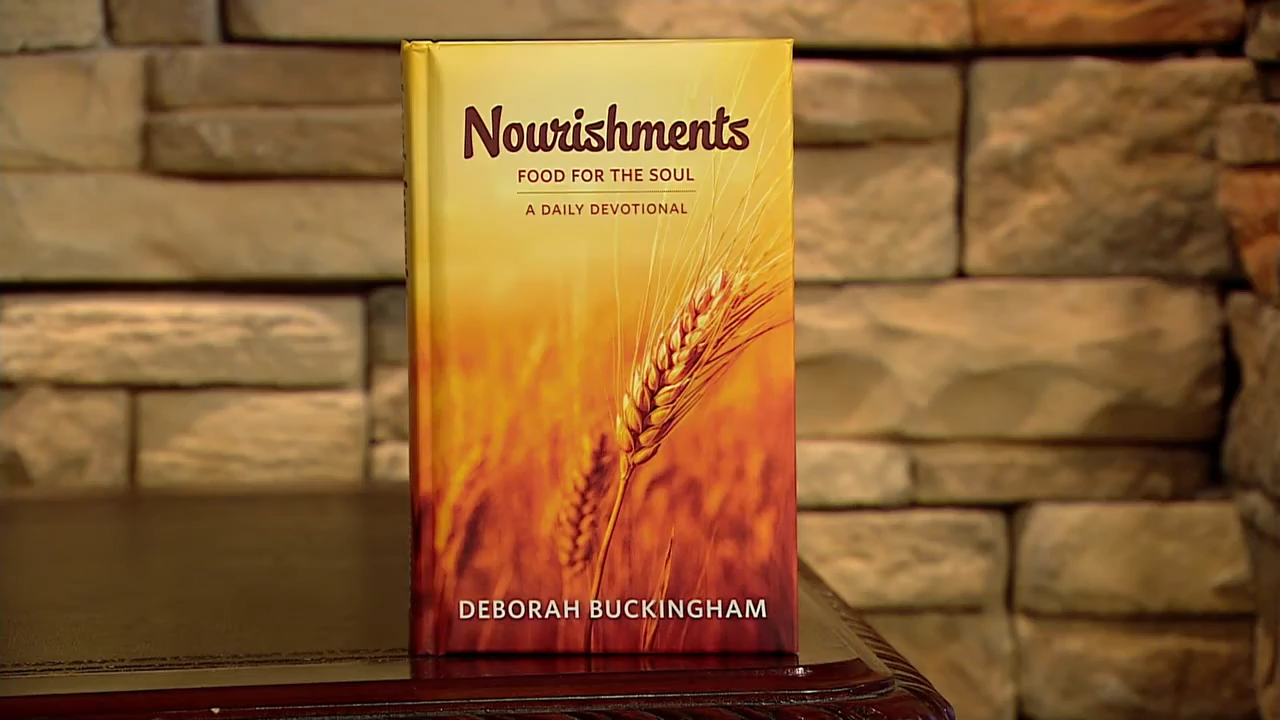 Nourishments
FOOD FOR THE SOUL
A DAILY DEVOTIONAL
DEBORAH BUCKINGHAM